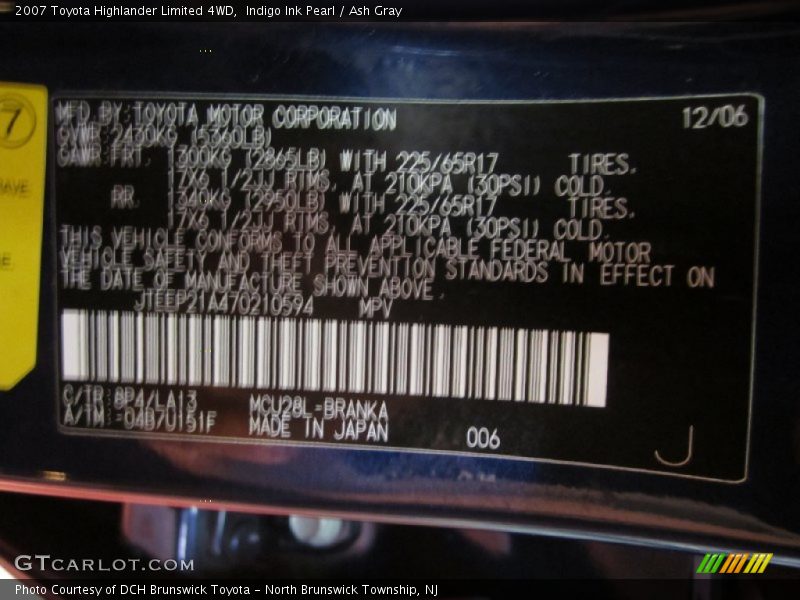 2007 Toyota Highlander Limited 4WD,  Indigo Ink Pearl / Ash Gray
7
MFD BY TOYOTA MOTOR CORPORATION 12/06
GVWR 2430KG (5360LB)
GAWR FRT. 1300KG (2865LB) WITH 225/65R17 TIRES.
17X6 1/2JJ RIMS, AT 210KPA (30PSI) COLD.
RR. 1340KG (2950LB) WITH 225/65R17 TIRES.
17X6 1/2JJ RIMS, AT 210KPA (30PSI) COLD.
THIS VEHICLE CONFORMS TO ALL APPLICABLE FEDERAL MOTOR
VEHICLE SAFETY AND THEFT PREVENTION STANDARDS IN EFFECT ON
THE DATE OF MANUFACTURE SHOWN ABOVE.
JTEEP21A470210594 MPV
C/TR 8P4/LA13 MCU28L-BRANKA
A/TM -04B/U151F MADE IN JAPAN 006
J
GTCARLOT.COM
Photo Courtesy of DCH Brunswick Toyota - North Brunswick Township, NJ